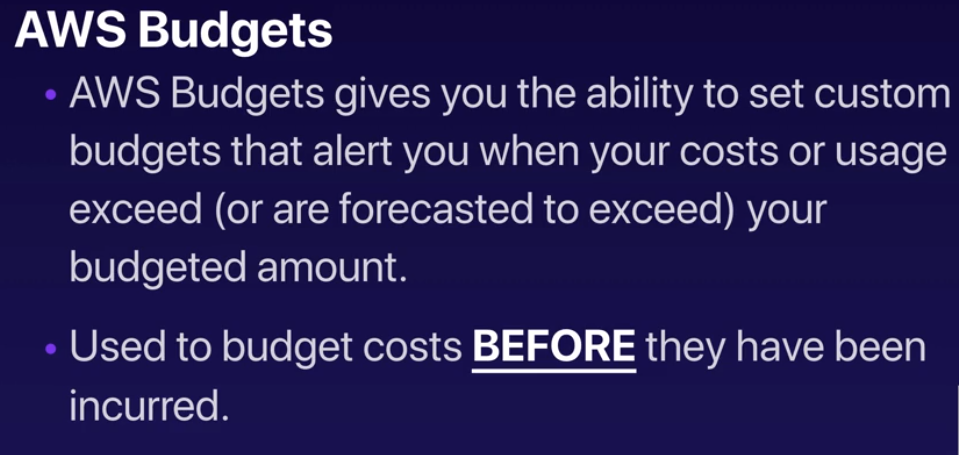 AWS Budgets
• AWS Budgets gives you the ability to set custom
budgets that alert you when your costs or usage
exceed (or are forecasted to exceed) your
budgeted amount.
• Used to budget costs BEFORE they have been
incurred.